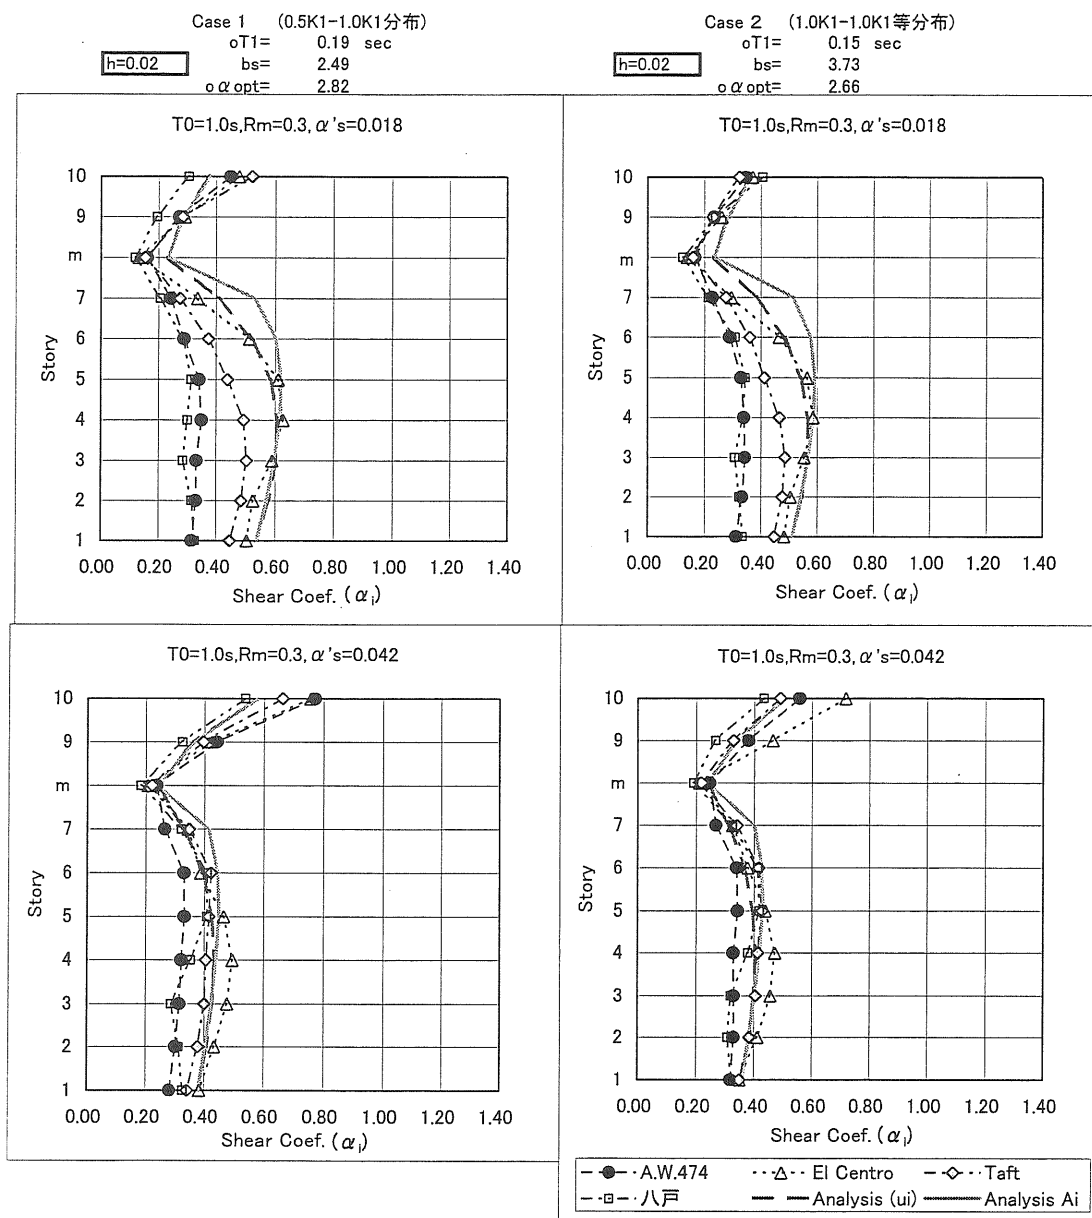 Case 1 (0.5K1-1.0K1分布)
oT1= 0.19 sec
h=0.02 bs= 2.49
oαopt= 2.82
Case 2 (1.0K1-1.0K1等分布)
oT1= 0.15 sec
h=0.02 bs= 3.73
oαopt= 2.66
T0=1.0s,Rm=0.3,α's=0.018
10
9
m
7
6
5
4
3
2
1
Story
0.00 0.20 0.40 0.60 0.80 1.00 1.20 1.40
Shear Coef.(αi)
T0=1.0s,Rm=0.3,α's=0.018
10
9
m
7
6
5
4
3
2
1
Story
0.00 0.20 0.40 0.60 0.80 1.00 1.20 1.40
Shear Coef.(αi)
T0=1.0s,Rm=0.3,α's=0.042
10
9
m
7
6
5
4
3
2
1
Story
0.00 0.20 0.40 0.60 0.80 1.00 1.20 1.40
Shear Coef.(αi)
T0=1.0s,Rm=0.3,α's=0.042
10
9
m
7
6
5
4
3
2
1
Story
0.00 0.20 0.40 0.60 0.80 1.00 1.20 1.40
Shear Coef.(αi)
A.W.474 El Centro Taft
八戸 Analysis (ui) Analysis Ai